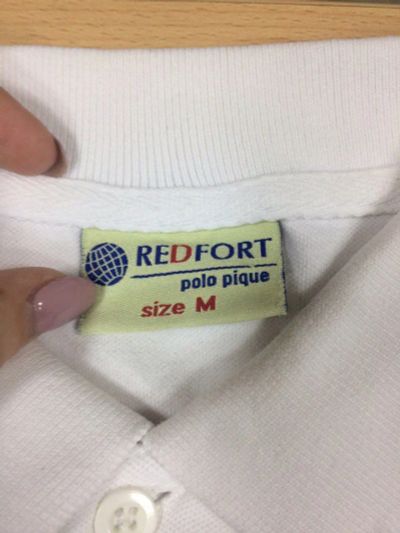 REDFORT
polo pique
size M